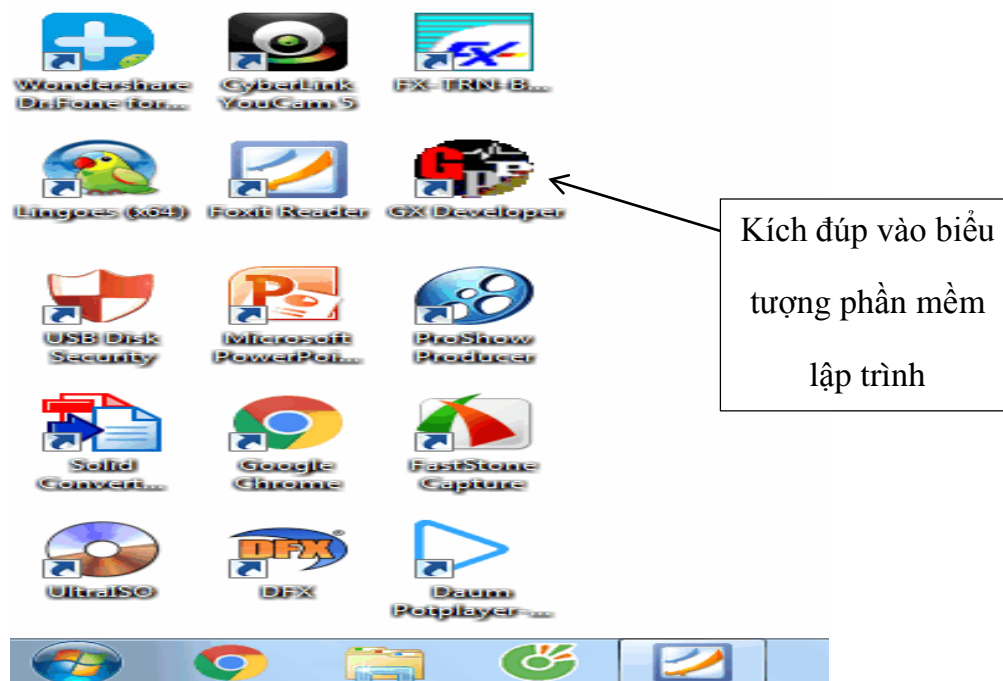 Wondershare
Dr.Fone for...
CyberLink
YouCam 5
FX-TRN-B...
Lingoes (x64)
Foxit Reader
GX Developer
Kích đúp vào biểu
tượng phần mềm
lập trình
USB Disk
Security
Microsoft
PowerPoi...
ProShow
Producer
Solid
Convert...
Google
Chrome
FastStone
Capture
UltraISO
DFX
DFX
Daum
Potplayer-...